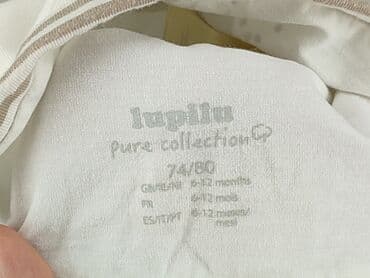 lupilu
pure collection
74/80
GB/IE/NI 6-12 months
FR 6-12 mois
ES/IT/PT 6-12 meses/
mesi